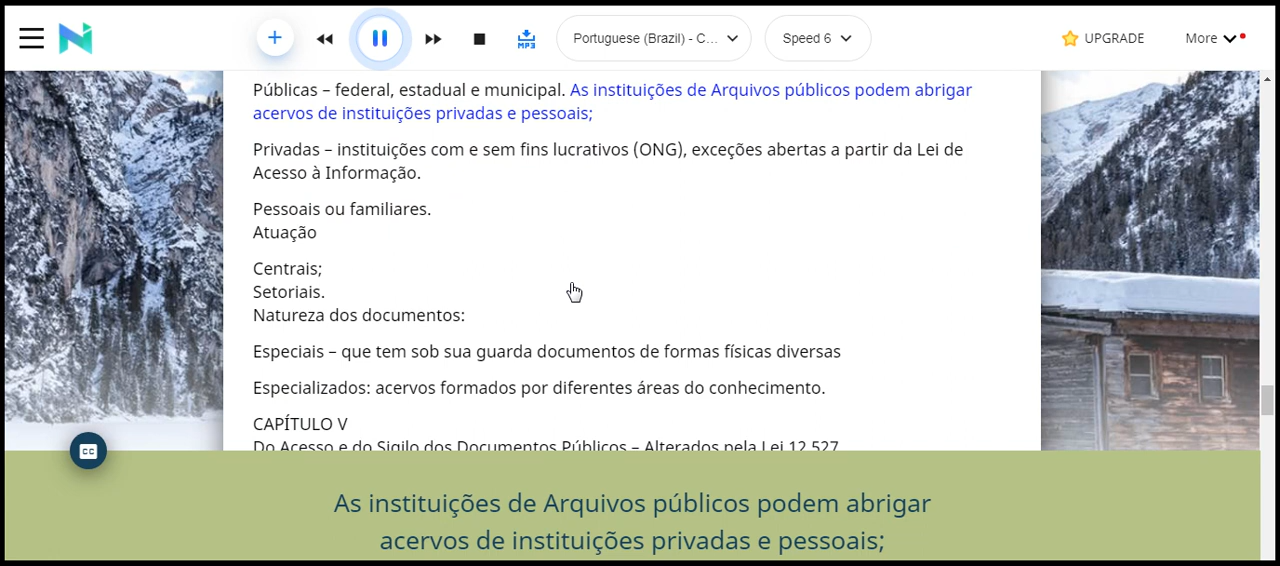 MP3
Portuguese (Brazil) - C...
Speed 6
UPGRADE
More
Públicas – federal, estadual e municipal. As instituições de Arquivos públicos podem abrigar
acervos de instituições privadas e pessoais;
Privadas – instituições com e sem fins lucrativos (ONG), exceções abertas a partir da Lei de
Acesso à Informação.
Pessoais ou familiares.
Atuação
Centrais;
Setoriais.
Natureza dos documentos:
Especiais – que tem sob sua guarda documentos de formas físicas diversas
Especializados: acervos formados por diferentes áreas do conhecimento.
CAPÍTULO V
Do Acesso e do Sigilo dos Documentos Públicos – Alterados pela Lei 12.527
CC
As instituições de Arquivos públicos podem abrigar
acervos de instituições privadas e pessoais;